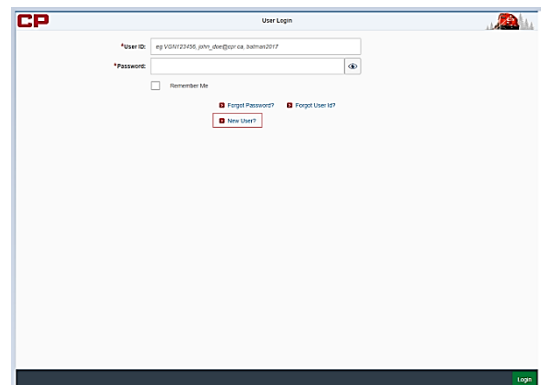 CP
User Login
*User ID: eg VGN123456, john_doe@cpr.ca, batman2017
*Password:
Remember Me
Forgot Password? Forgot User Id?
New User?
Login